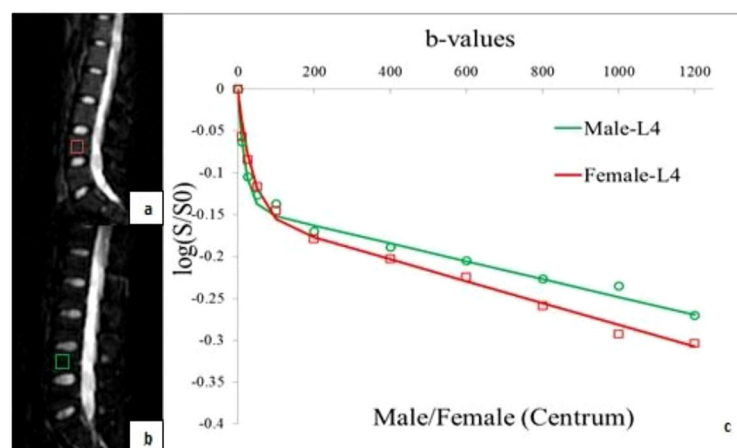 a
b
b-values
0 200 400 600 800 1000 1200
0
-0.05
-0.1
-0.15
-0.2
-0.25
-0.3
-0.35
-0.4
log(S/S0)
Male-L4
Female-L4
Male/Female (Centrum)
c